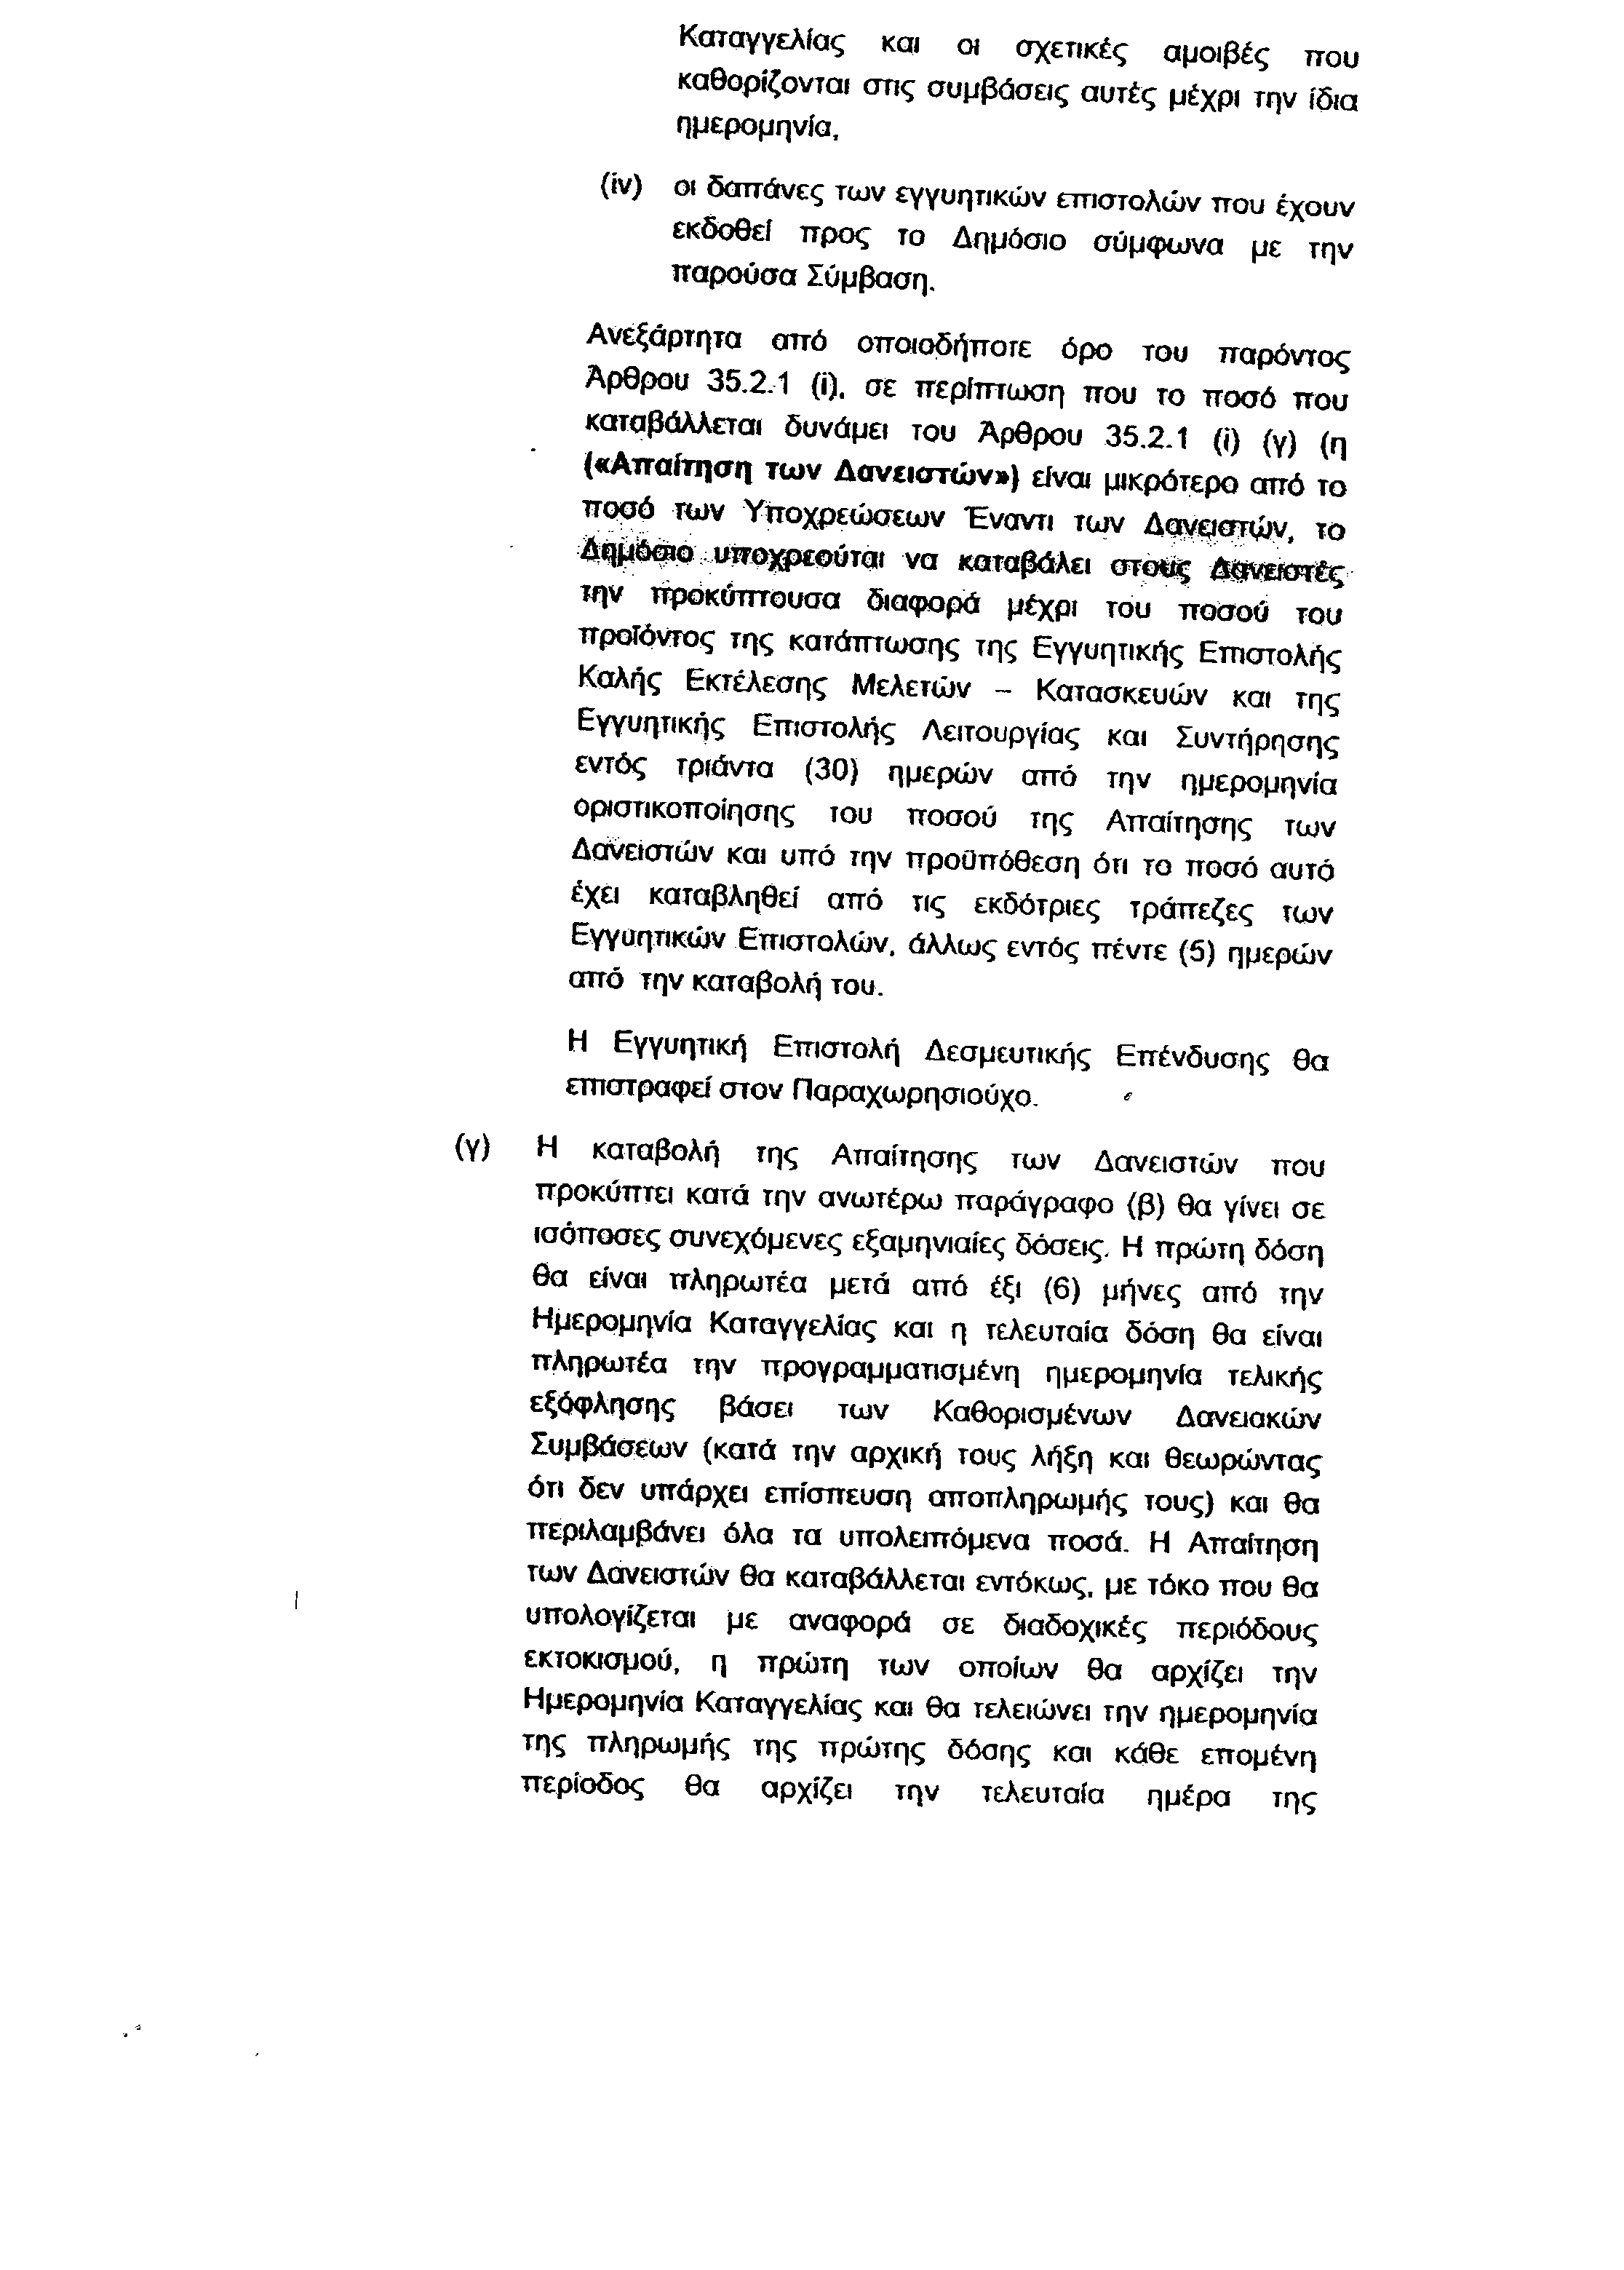 Καταγγελίας και οι σχετικές αμοιβές που
καθορίζονται στις συμβάσεις αυτές μέχρι την ίδια
ημερομηνία,
(iv) οι δαπάνες των εγγυητικών επιστολών που έχουν
εκδοθεί προς το Δημόσιο σύμφωνα με την
παρούσα Σύμβαση.
Ανεξάρτητα από οποιοδήποτε όρο του παρόντος
Άρθρου 35.2.1 (i), σε περίπτωση που το ποσό που
καταβάλλεται δυνάμει του Άρθρου 35.2.1 (i) (γ) (η
(«Απαίτηση των Δανειστών») είναι μικρότερο από το
ποσό των Υποχρεώσεων Έναντι των Δανειστών, το
Δημόσιο υποχρεούται να καταβάλει στους Δανειστές
την προκύπτουσα διαφορά μέχρι του ποσού του
προϊόντος της κατάπτωσης της Εγγυητικής Επιστολής
Καλής Εκτέλεσης Μελετών – Κατασκευών και της
Εγγυητικής Επιστολής Λειτουργίας και Συντήρησης
εντός τριάντα (30) ημερών από την ημερομηνία
οριστικοποίησης του ποσού της Απαίτησης των
Δανειστών και υπό την προϋπόθεση ότι το ποσό αυτό
έχει καταβληθεί από τις εκδότριες τράπεζες των
Εγγυητικών Επιστολών, άλλως εντός πέντε (5) ημερών
από την καταβολή του.
Η Εγγυητική Επιστολή Δεσμευτικής Επένδυσης θα
επιστραφεί στον Παραχωρησιούχο.
(γ) Η καταβολή της Απαίτησης των Δανειστών που
προκύπτει κατά την ανωτέρω παράγραφο (β) θα γίνει σε
ισόποσες συνεχόμενες εξαμηνιαίες δόσεις. Η πρώτη δόση
θα είναι πληρωτέα μετά από έξι (6) μήνες από την
Ημερομηνία Καταγγελίας και η τελευταία δόση θα είναι
πληρωτέα την προγραμματισμένη ημερομηνία τελικής
εξόφλησης βάσει των Καθορισμένων Δανειακών
Συμβάσεων (κατά την αρχική τους λήξη και θεωρώντας
ότι δεν υπάρχει επίσπευση αποπληρωμής τους) και θα
περιλαμβάνει όλα τα υπολειπόμενα ποσά. Η Απαίτηση
των Δανειστών θα καταβάλλεται εντόκως, με τόκο που θα
υπολογίζεται με αναφορά σε διαδοχικές περιόδους
εκτοκισμού, η πρώτη των οποίων θα αρχίζει την
Ημερομηνία Καταγγελίας και θα τελειώνει την ημερομηνία
της πληρωμής της πρώτης δόσης και κάθε επομένη
περίοδος θα αρχίζει την τελευταία ημέρα της